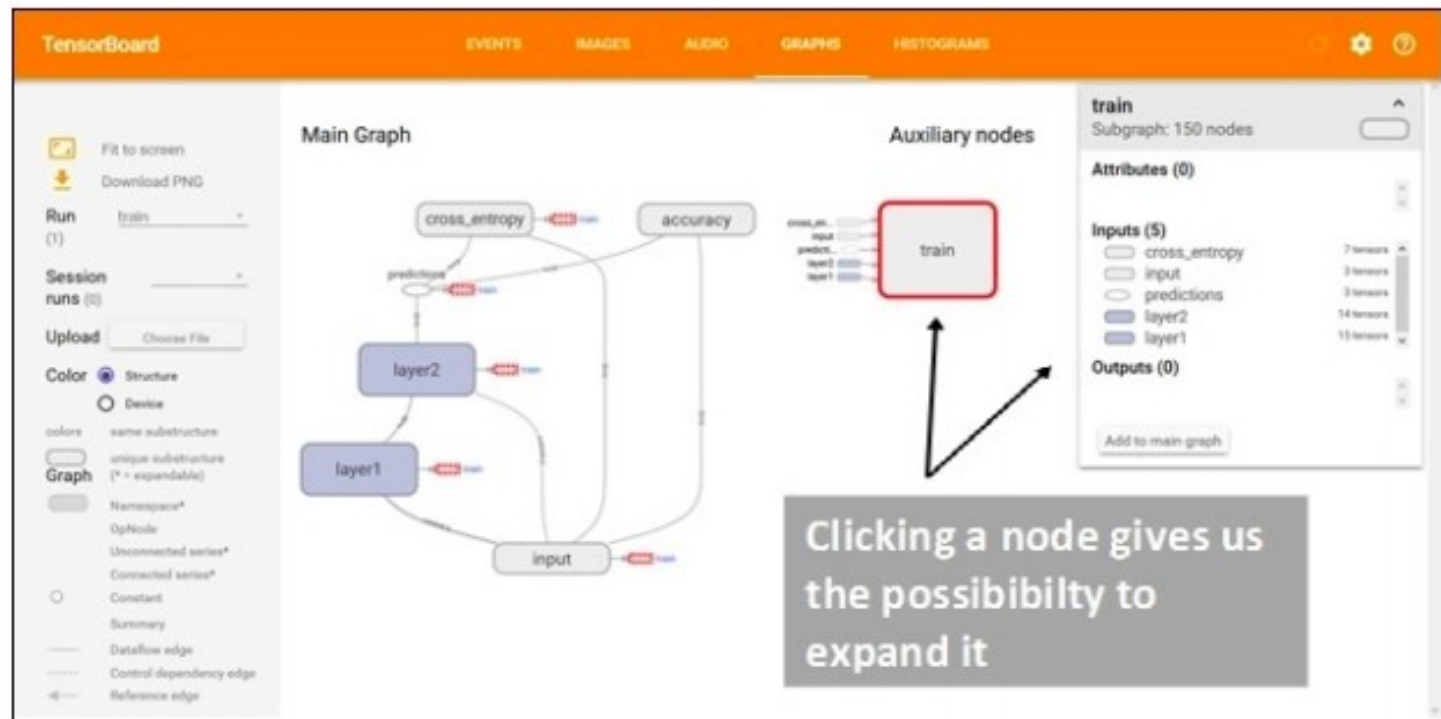 TensorBoard
EVENTS IMAGES AUDIO GRAPHS HISTOGRAMS
Fit to screen
Download PNG
Run train
(1)
Session
runs (0)
Upload Choose File
Color Structure
Device
colors same substructure
unique substructure
Graph (* = expandable)
Namespace*
OpNode
Unconnected series*
Connected series*
Constant
Summary
Dataflow edge
Control dependency edge
Reference edge
Main Graph
cross_entropy train
accuracy
predictions
train
layer2 train
layer1 train
input train
Auxiliary nodes
cross_en...
input
predicti...
layer2
layer1
train
train
Subgraph: 150 nodes
Attributes (0)
Inputs (5)
cross_entropy 7 tensors
input 3 tensors
predictions 3 tensors
layer2 14 tensors
layer1 15 tensors
Outputs (0)
Add to main graph
Clicking a node gives us
the possibibilty to
expand it